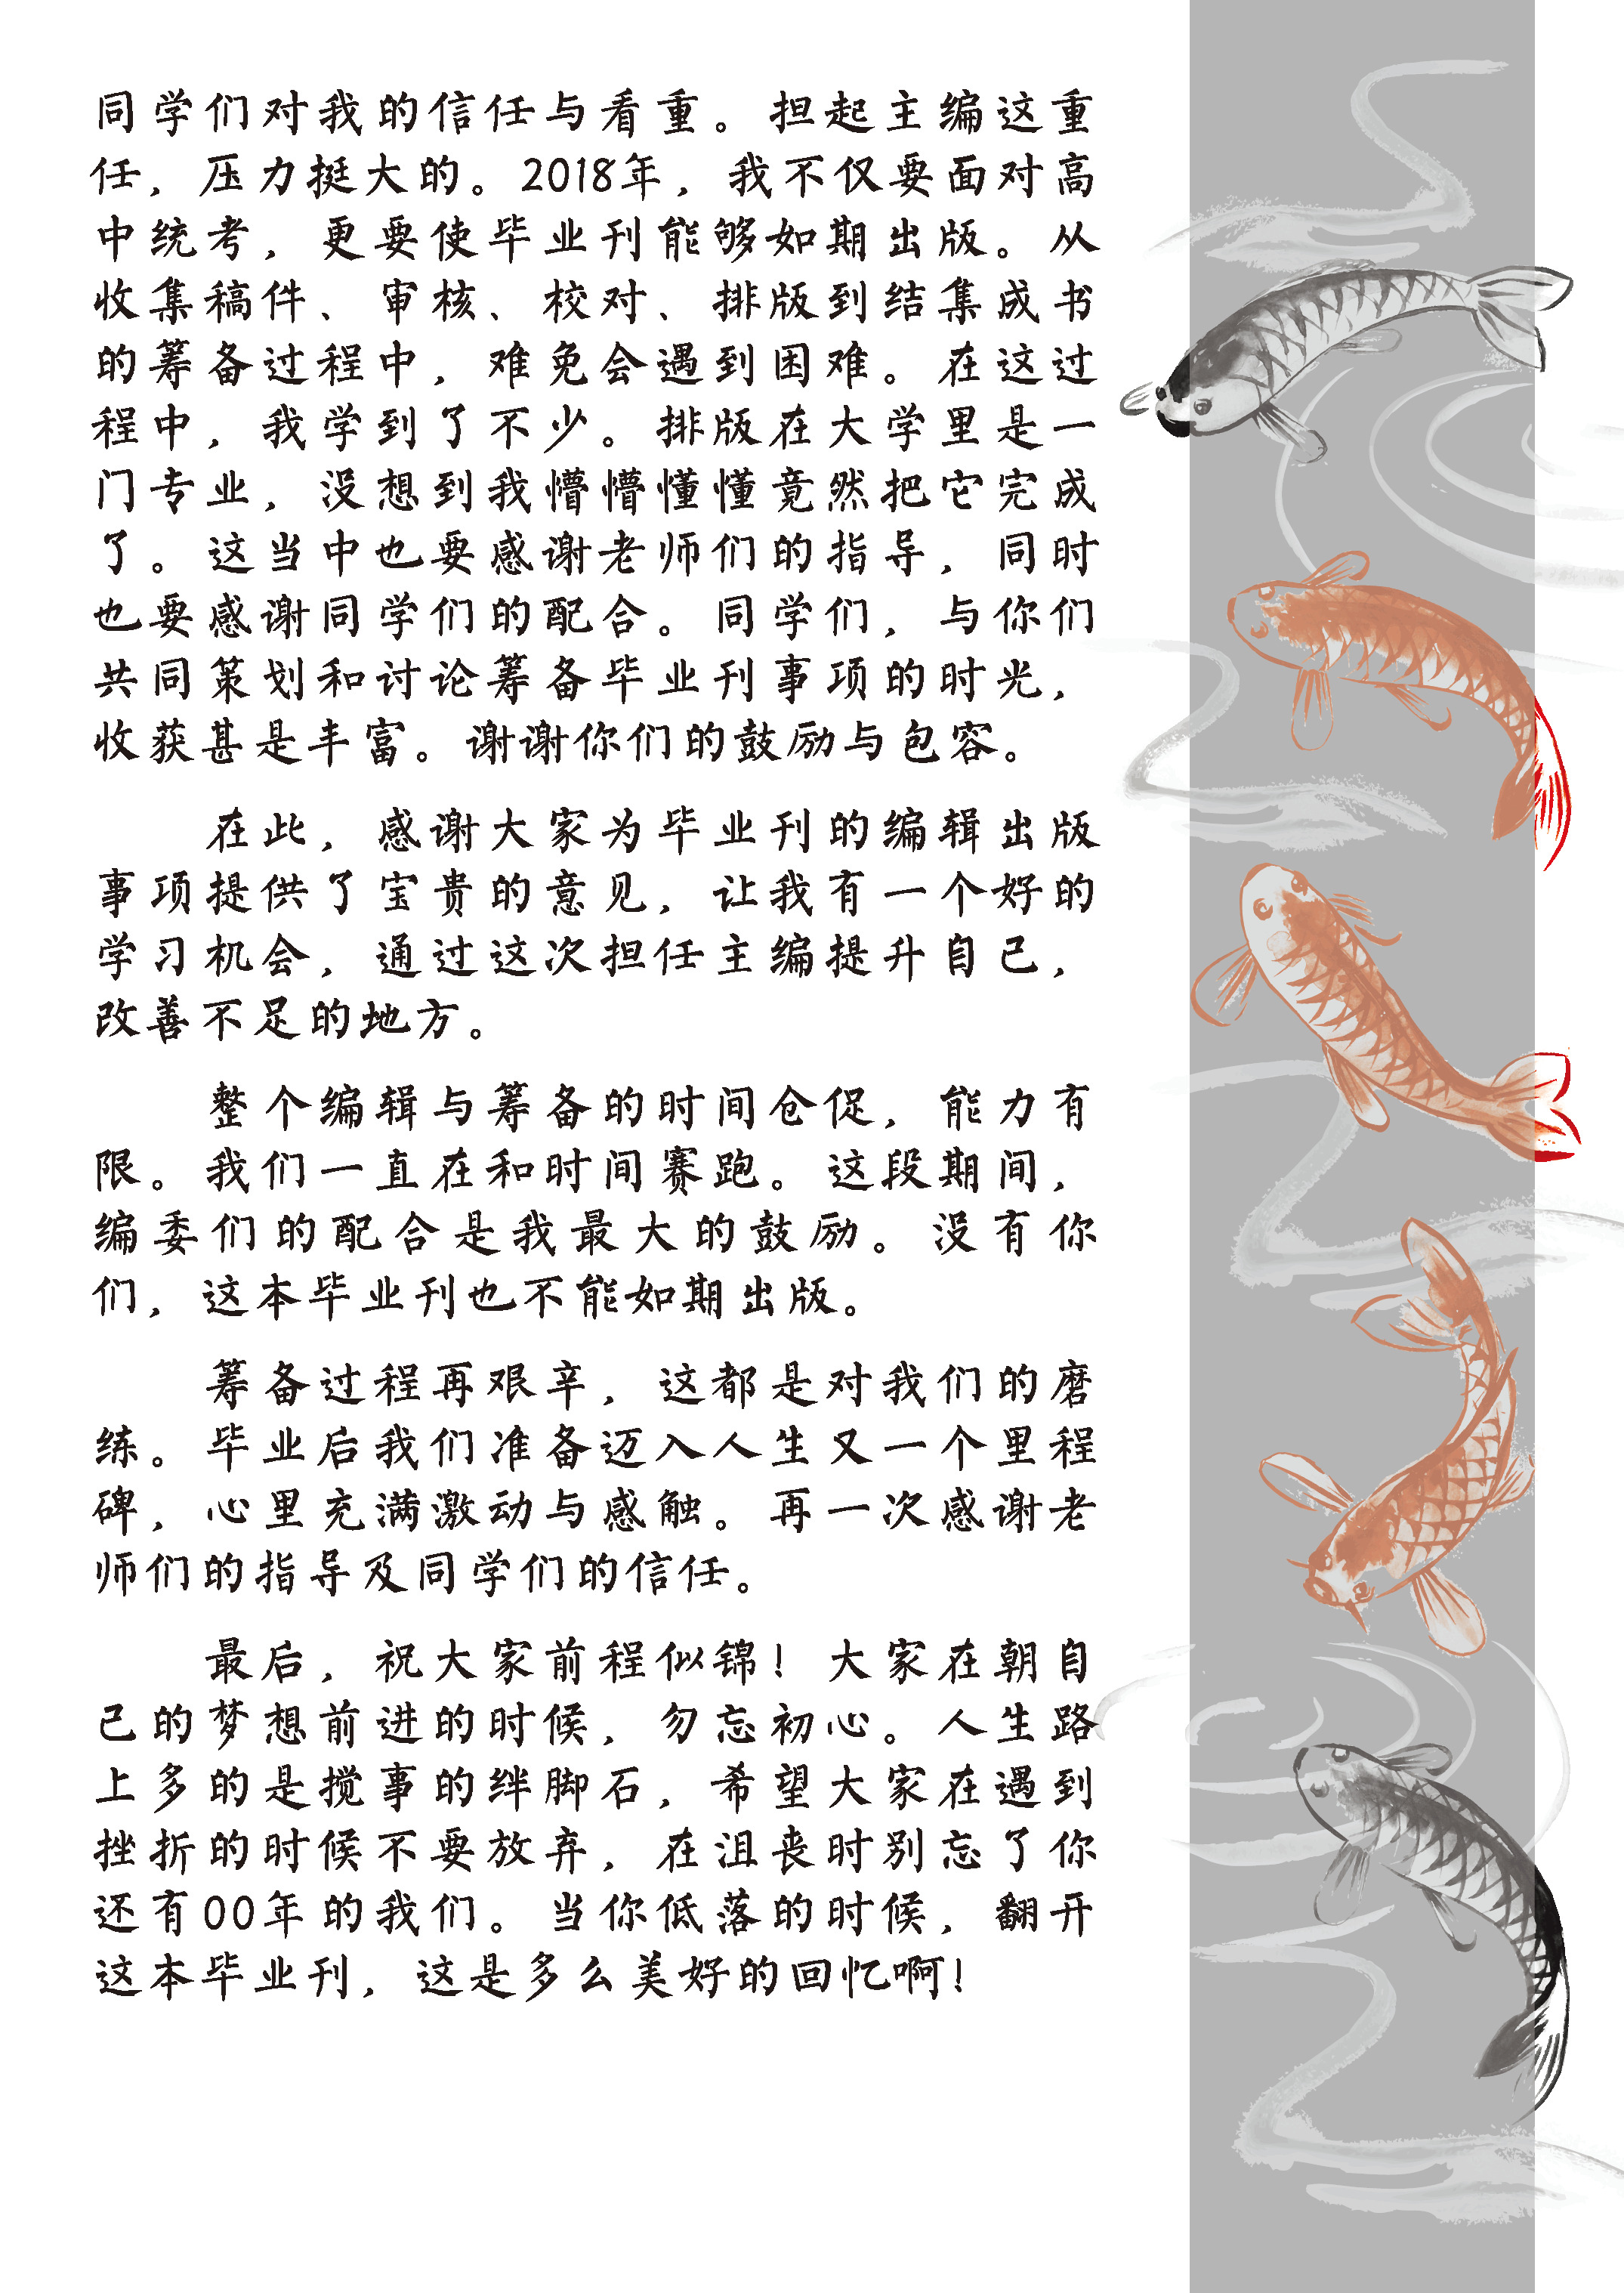 同学们对我的信任与看重。担起主编这重
任，压力挺大的。2018年，我不仅要面对高
中统考，更要使毕业刊能够如期出版。从
收集稿件、审核、校对、排版到结集成书
的筹备过程中，难免会遇到困难。在这过
程中，我学到了不少。排版在大学里是一
门专业，没想到我懵懵懂懂竟然把它完成
了。这当中也要感谢老师们的指导，同时
也要感谢同学们的配合。同学们，与你们
共同策划和讨论筹备毕业刊事项的时光，
收获甚是丰富。谢谢你们的鼓励与包容。
在此，感谢大家为毕业刊的编辑出版
事项提供了宝贵的意见，让我有一个好的
学习机会，通过这次担任主编提升自己，
改善不足的地方。
整个编辑与筹备的时间仓促，能力有
限。我们一直在和时间赛跑。这段期间，
编委们的配合是我最大的鼓励。没有你
们，这本毕业刊也不能如期出版。
筹备过程再艰辛，这都是对我们的磨
练。毕业后我们准备迈入人生又一个里程
碑，心里充满激动与感触。再一次感谢老
师们的指导及同学们的信任。
最后，祝大家前程似锦！大家在朝自
己的梦想前进的时候，勿忘初心。人生路
上多的是搅事的绊脚石，希望大家在遇到
挫折的时候不要放弃，在沮丧时别忘了你
还有00年的我们。当你低落的时候，翻开
这本毕业刊，这是多么美好的回忆啊！